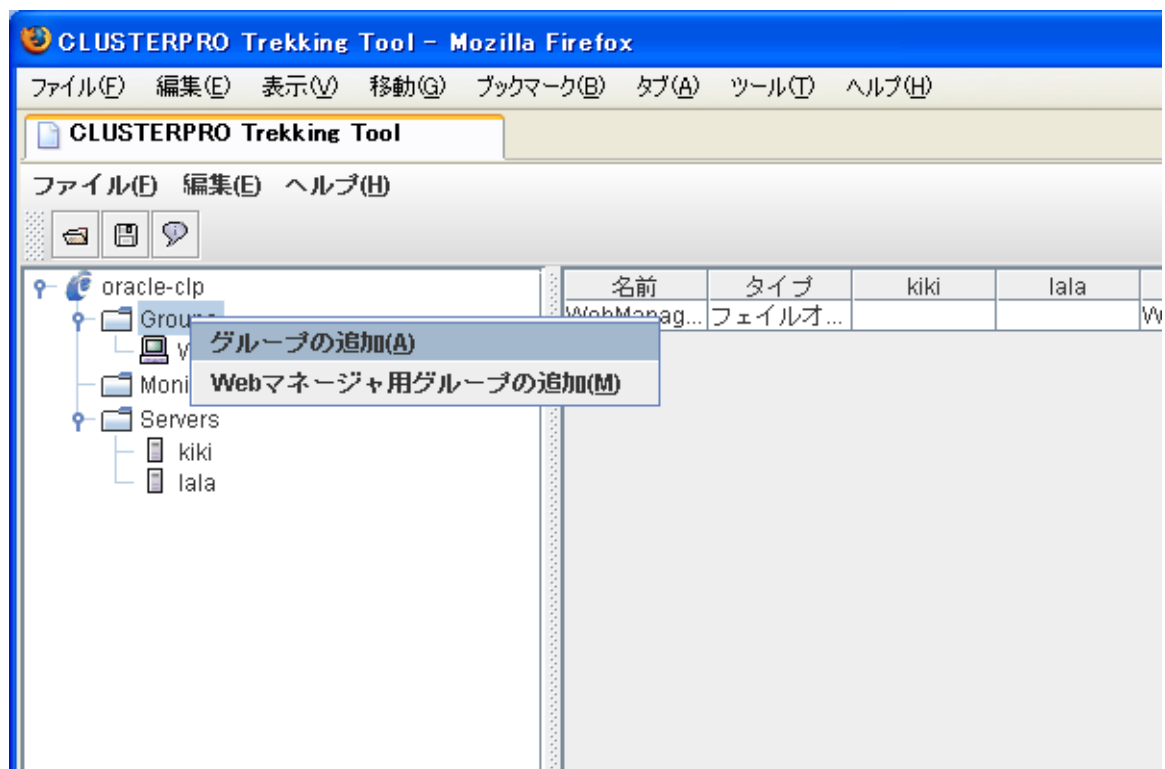 CLUSTERPRO Trekking Tool - Mozilla Firefox
ファイル(F) 編集(E) 表示(V) 移動(G) ブックマーク(B) タブ(A) ツール(T) ヘルプ(H)
CLUSTERPRO Trekking Tool
ファイル(F) 編集(E) ヘルプ(H)
oracle-clp
Groups
グループの追加(A)
Webマネージャ用グループの追加(M)
Moni
Servers
kiki
lala
名前 タイプ kiki lala
WebManag... フェイルオ... W